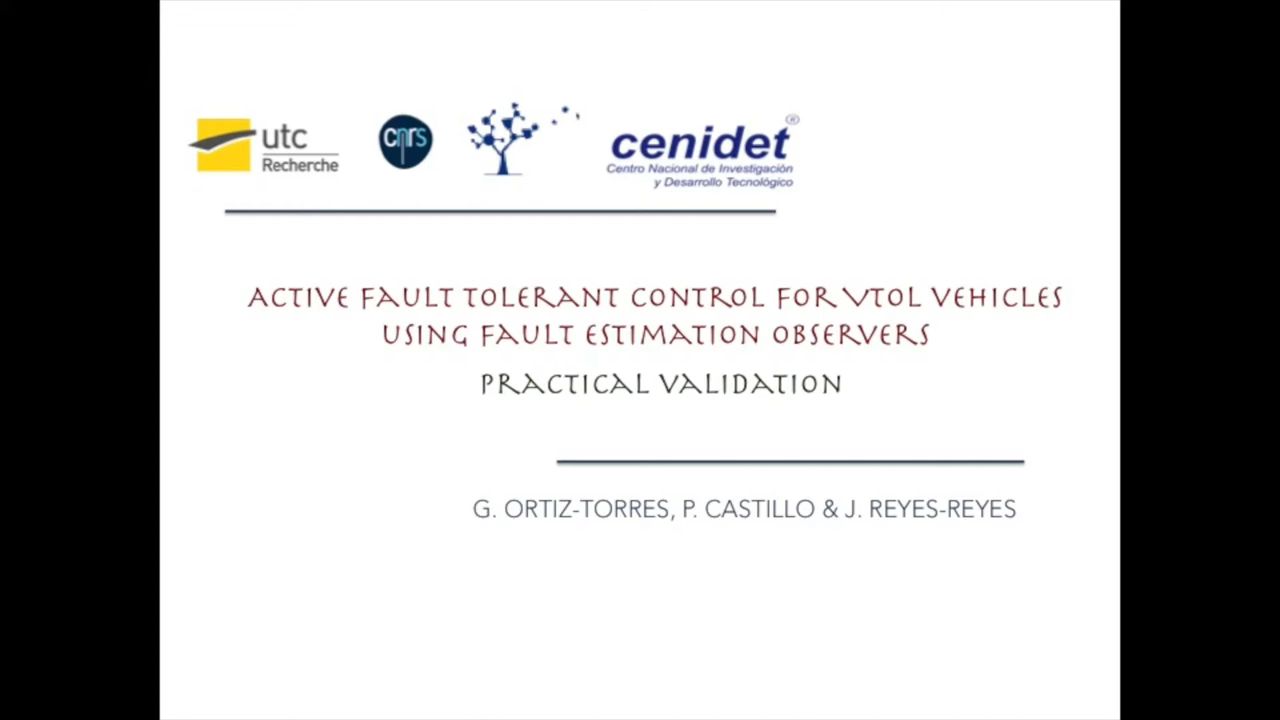 utc
Recherche
cnrs
cenidet®
Centro Nacional de Investigación
y Desarrollo Tecnológico
ACTIVE FAULT TOLERANT CONTROL FOR VTOL VEHICLES
USING FAULT ESTIMATION OBSERVERS
PRACTICAL VALIDATION
G. ORTIZ-TORRES, P. CASTILLO & J. REYES-REYES